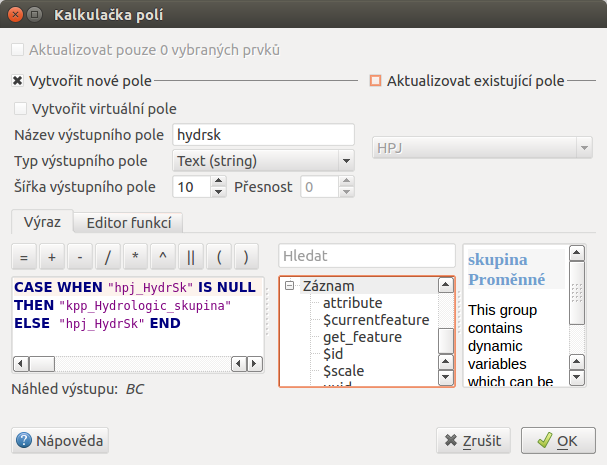 Kalkulačka polí
Aktualizovat pouze 0 vybraných prvků
Vytvořit nové pole
Aktualizovat existující pole
Vytvořit virtuální pole
Název výstupního pole hydrsk
HPJ
Typ výstupního pole Text (string)
Šířka výstupního pole 10 Přesnost 0
Výraz Editor funkcí
= + - / * ^ || ( )
CASE WHEN "hpj_HydrSk" IS NULL
THEN "kpp_Hydrologic_skupina"
ELSE "hpj_HydrSk" END
Náhled výstupu: BC
Hledat
Záznam
attribute
$currentfeature
get_feature
$id
$scale
skupina
Proměnné
This group
contains
dynamic
variables
which can be
Nápověda
Zrušit
OK